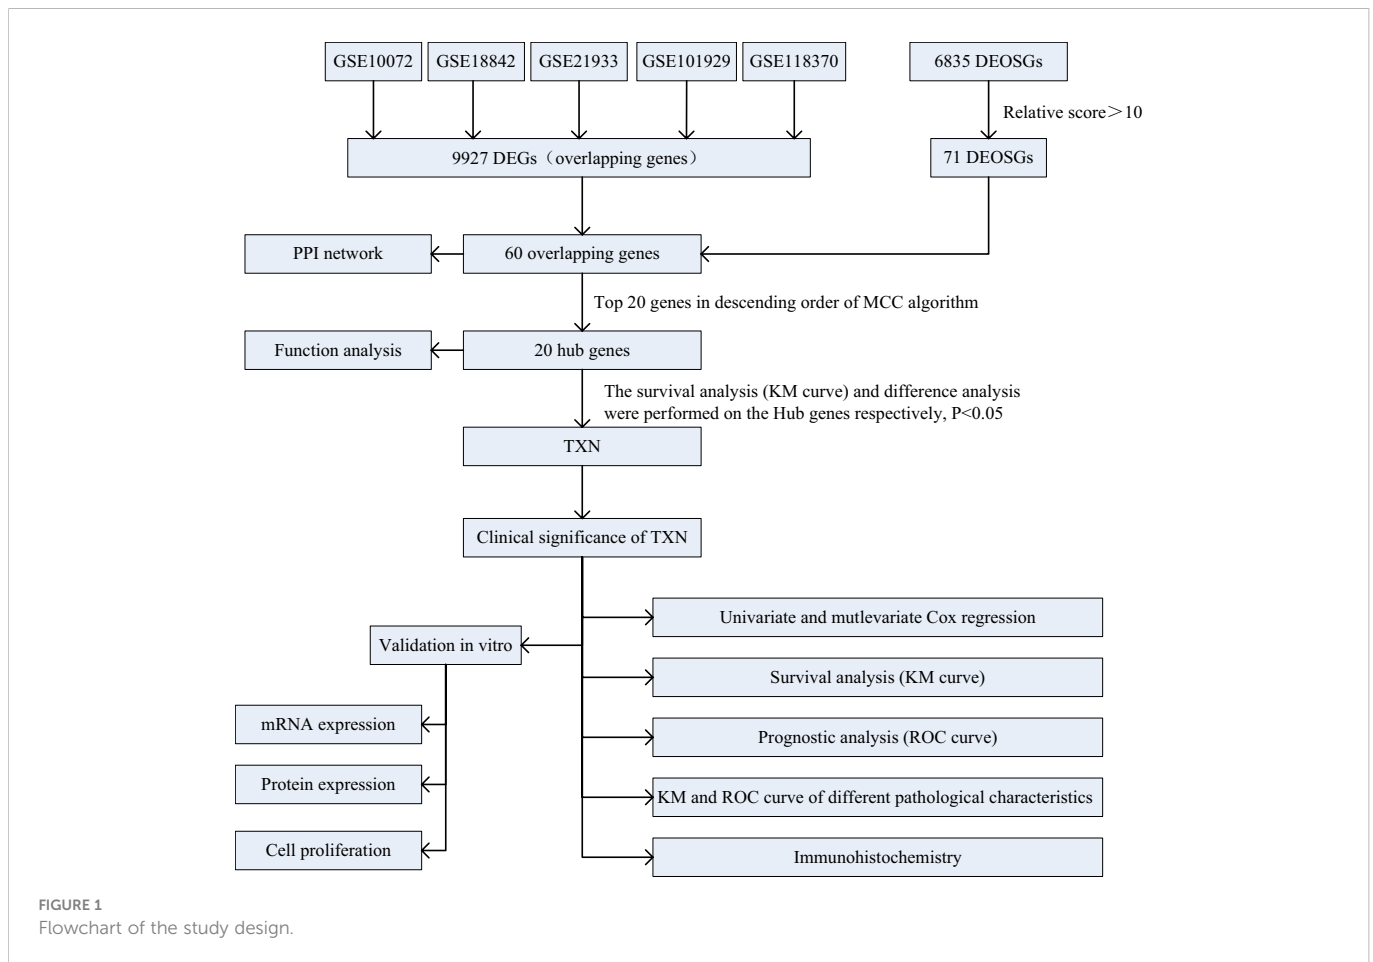 GSE10072
GSE18842
GSE21933
GSE101929
GSE118370
6835 DEOSGs
Relative score＞10
9927 DEGs（overlapping genes）
71 DEOSGs
PPI network
60 overlapping genes
Top 20 genes in descending order of MCC algorithm
Function analysis
20 hub genes
The survival analysis (KM curve) and difference analysis
were performed on the Hub genes respectively, P<0.05
TXN
Clinical significance of TXN
Univariate and mutlevariate Cox regression
Validation in vitro
Survival analysis (KM curve)
mRNA expression
Prognostic analysis (ROC curve)
Protein expression
KM and ROC curve of different pathological characteristics
Cell proliferation
Immunohistochemistry
FIGURE 1
Flowchart of the study design.